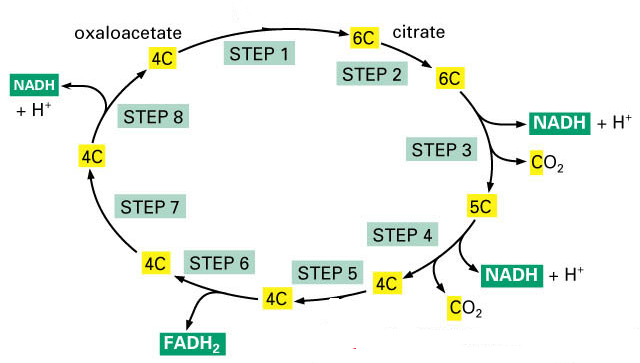 oxaloacetate
4C
STEP 1
6C
citrate
STEP 2
6C
NADH + H⁺
STEP 3
CO₂
5C
STEP 4
NADH + H⁺
CO₂
4C
STEP 5
4C
STEP 6
FADH₂
4C
STEP 7
4C
STEP 8
NADH
+ H⁺